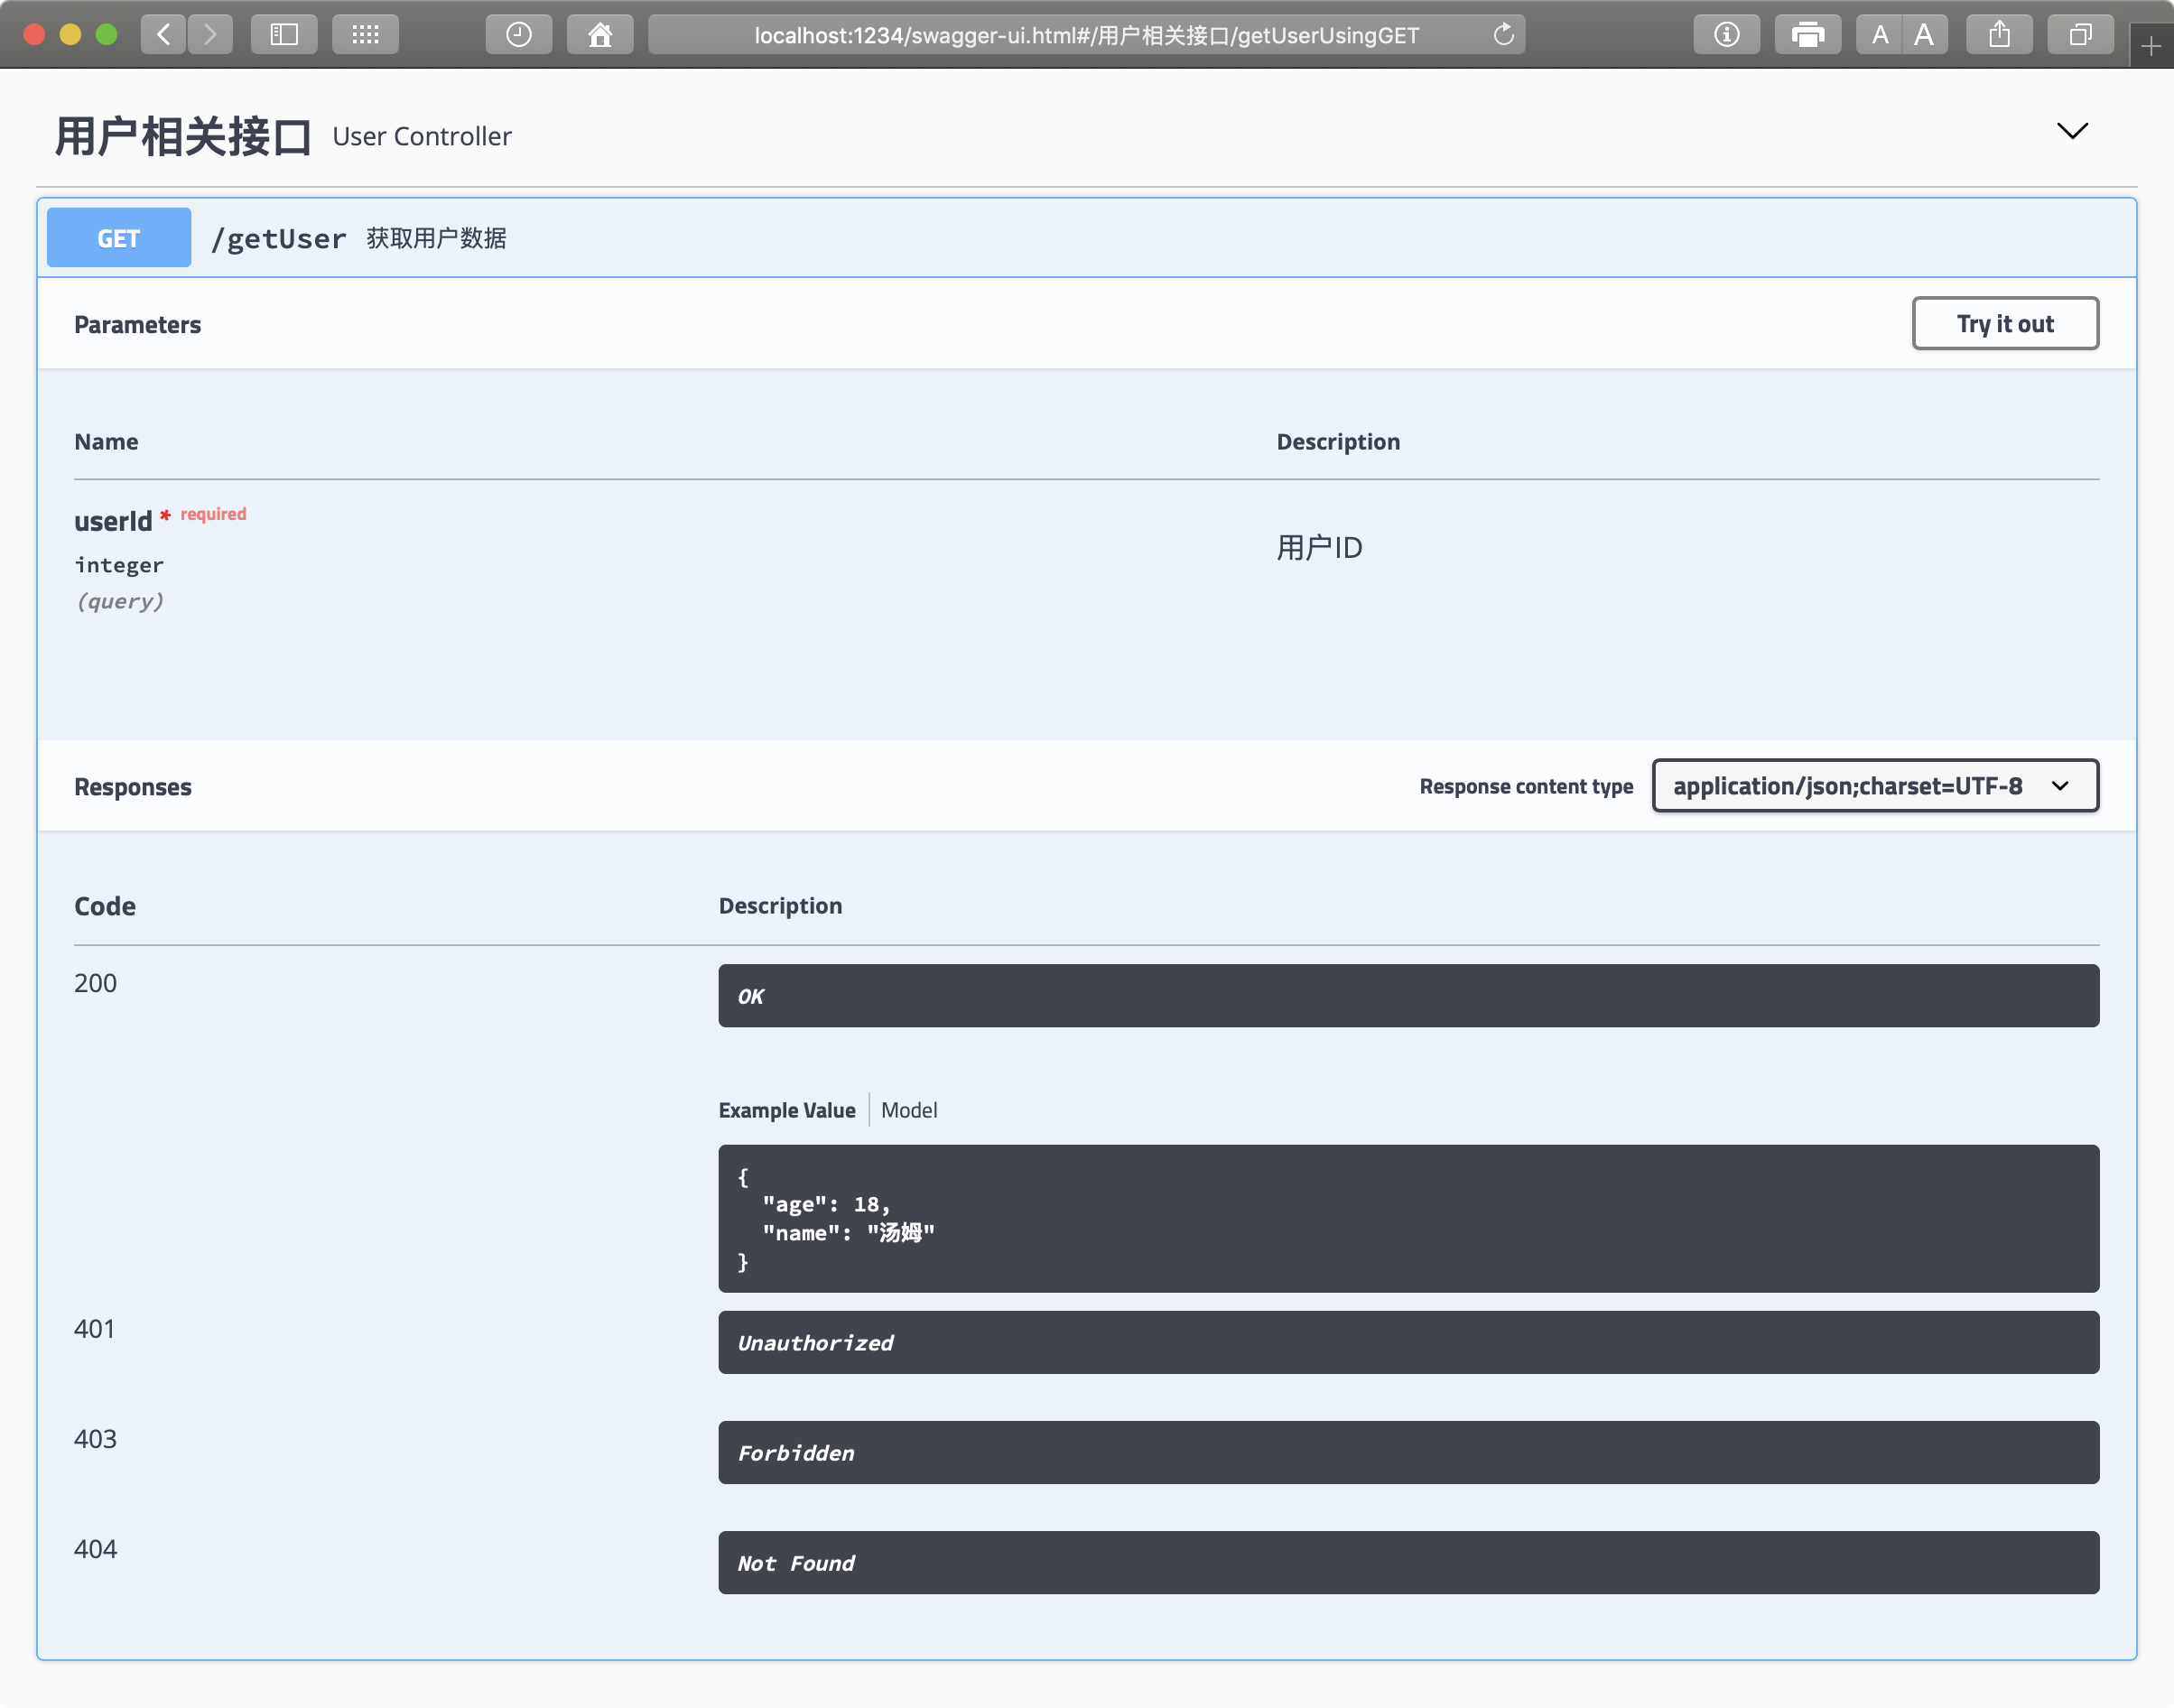 localhost:1234/swagger-ui.html#/用户相关接口/getUserUsingGET
A A
用户相关接口 User Controller
GET /getUser 获取用户数据
Parameters Try it out
Name Description
userId * required
integer
(query)
用户ID
Responses Response content type application/json;charset=UTF-8
Code Description
200 OK
Example Value Model
{
"age": 18,
"name": "汤姆"
}
401 Unauthorized
403 Forbidden
404 Not Found